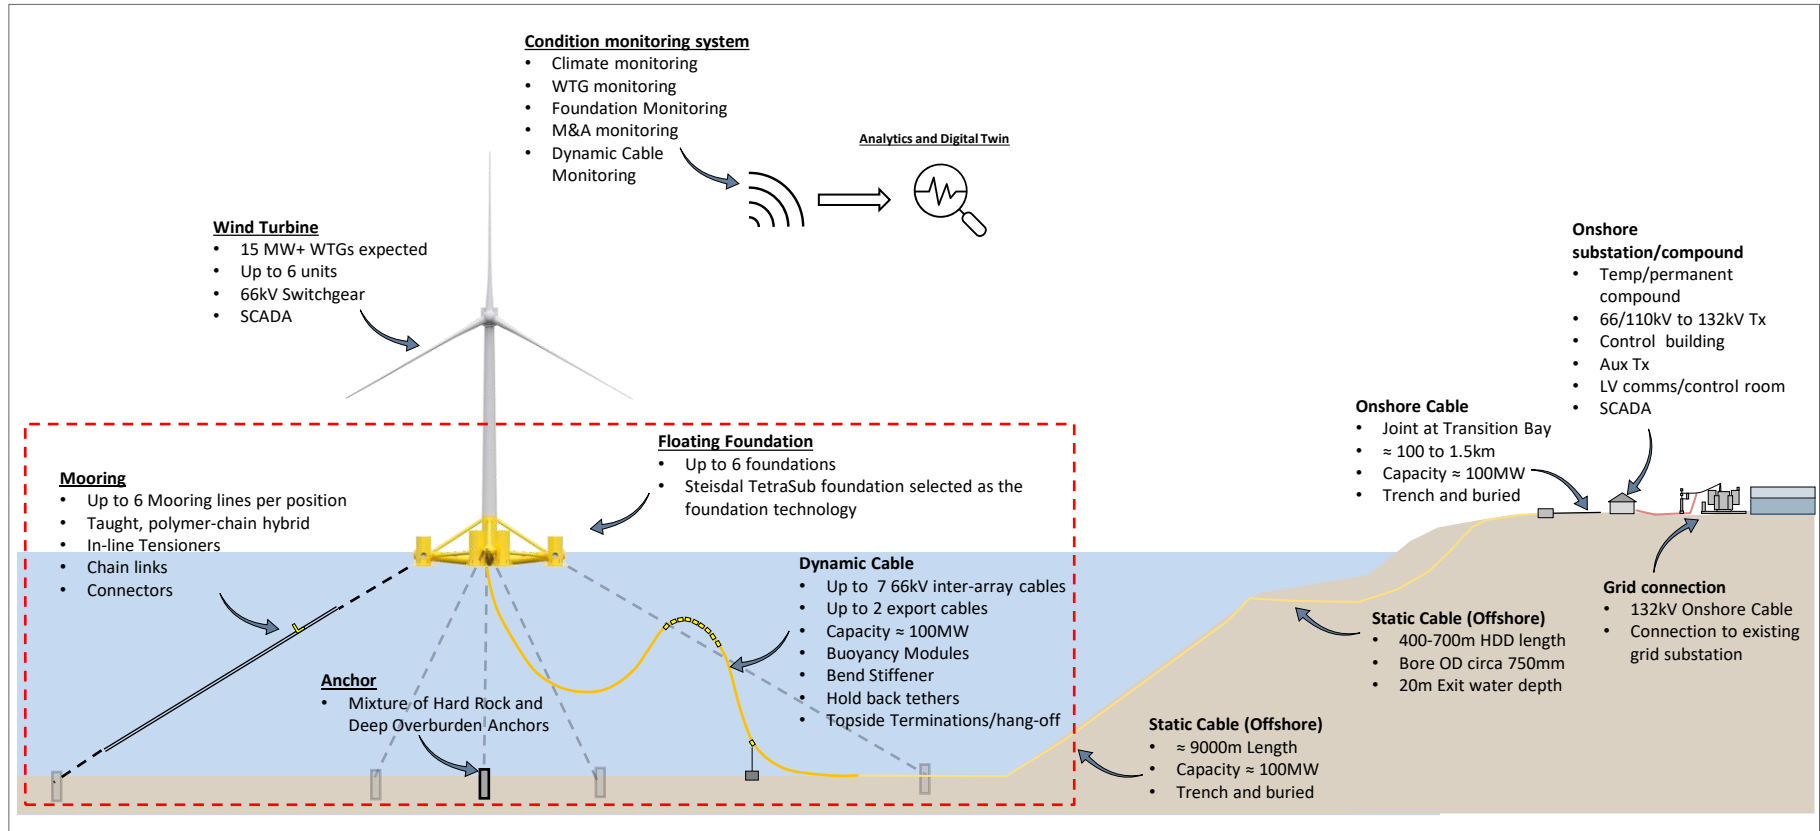 Condition monitoring system
• Climate monitoring
• WTG monitoring
• Foundation Monitoring
• M&A monitoring
• Dynamic Cable
Monitoring
Analytics and Digital Twin
Wind Turbine
• 15 MW+ WTGs expected
• Up to 6 units
• 66kV Switchgear
• SCADA
Onshore
substation/compound
• Temp/permanent
compound
• 66/110kV to 132kV Tx
• Control building
• Aux Tx
• LV comms/control room
• SCADA
Onshore Cable
• Joint at Transition Bay
• ≈ 100 to 1.5km
• Capacity ≈ 100MW
• Trench and buried
Floating Foundation
• Up to 6 foundations
• Steisdal TetraSub foundation selected as the
foundation technology
Mooring
• Up to 6 Mooring lines per position
• Taught, polymer-chain hybrid
• In-line Tensioners
• Chain links
• Connectors
Dynamic Cable
• Up to 7 66kV inter-array cables
• Up to 2 export cables
• Capacity ≈ 100MW
• Buoyancy Modules
• Bend Stiffener
• Hold back tethers
• Topside Terminations/hang-off
Grid connection
• 132kV Onshore Cable
• Connection to existing
grid substation
Static Cable (Offshore)
• 400-700m HDD length
• Bore OD circa 750mm
• 20m Exit water depth
Anchor
• Mixture of Hard Rock and
Deep Overburden Anchors
Static Cable (Offshore)
• ≈ 9000m Length
• Capacity ≈ 100MW
• Trench and buried